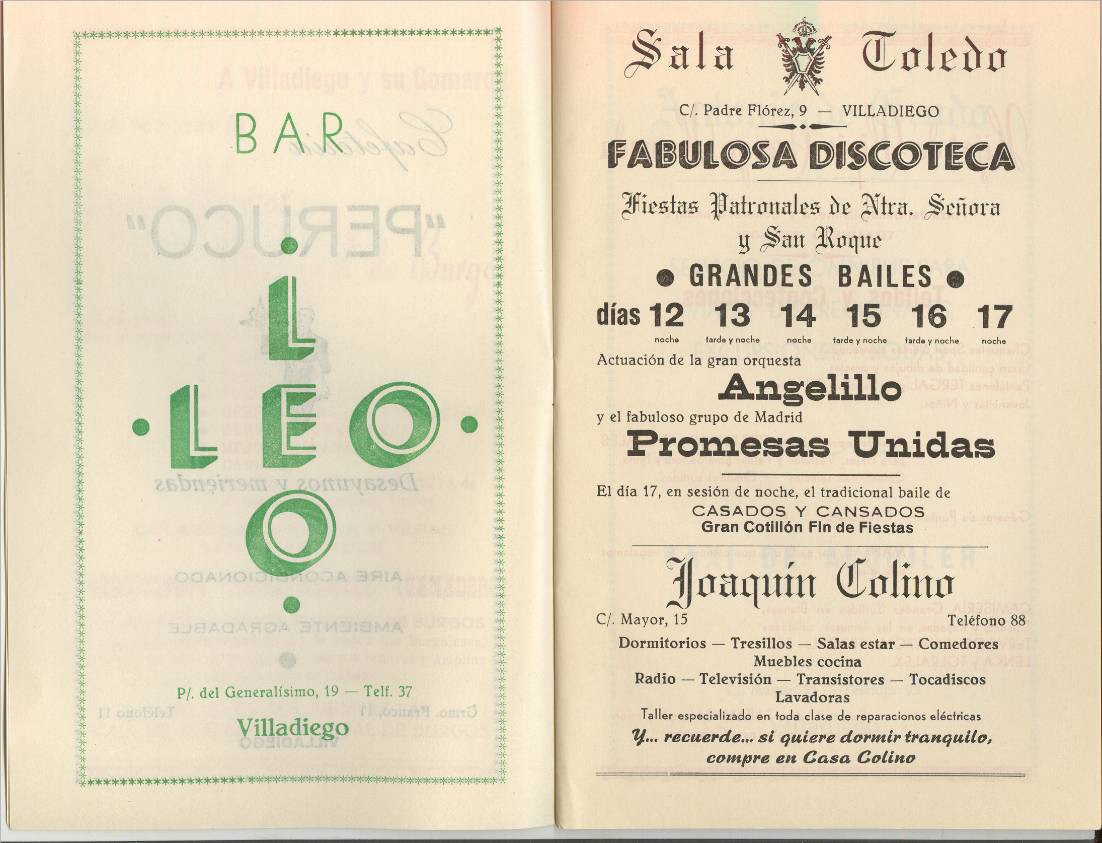 BAR
L
LEO
O
P/. del Generalísimo, 19 — Telf. 37
Villadiego
Sala Toledo
C/. Padre Flórez, 9 — VILLADIEGO
FABULOSA DISCOTECA
Fiestas Patronales de Ntra. Señora
y San Roque
● GRANDES BAILES ●
días 12 13 14 15 16 17
noche tarde y noche noche tarde y noche tarde y noche noche
Actuación de la gran orquesta
Angelillo
y el fabuloso grupo de Madrid
Promesas Unidas
El día 17, en sesión de noche, el tradicional baile de
CASADOS Y CANSADOS
Gran Cotillón Fin de Fiestas
Joaquín Colino
C/. Mayor, 15 Teléfono 88
Dormitorios — Tresillos — Salas estar — Comedores
Muebles cocina
Radio — Televisión — Transistores — Tocadiscos
Lavadoras
Taller especializado en toda clase de reparaciones eléctricas
Y... recuerde... si quiere dormir tranquilo,
compre en Casa Colino